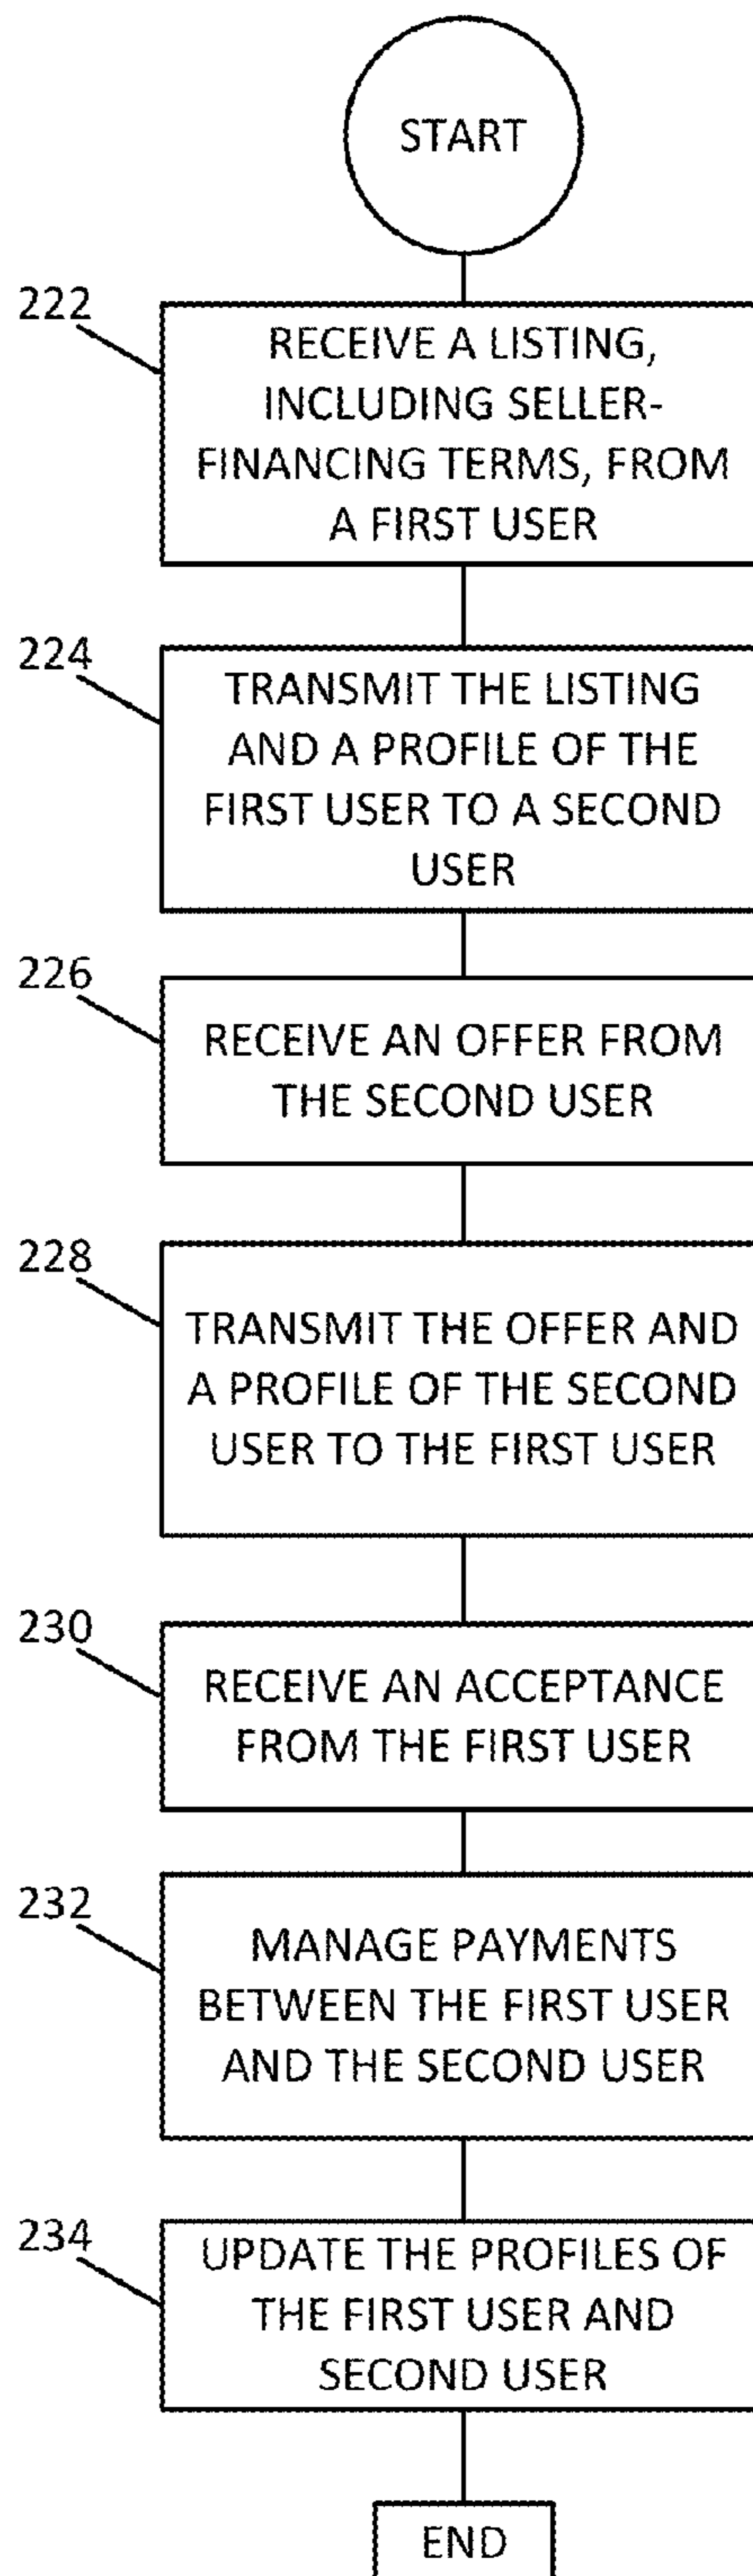 START
222
RECEIVE A LISTING,
INCLUDING SELLER-
FINANCING TERMS, FROM
A FIRST USER
224
TRANSMIT THE LISTING
AND A PROFILE OF THE
FIRST USER TO A SECOND
USER
226
RECEIVE AN OFFER FROM
THE SECOND USER
228
TRANSMIT THE OFFER AND
A PROFILE OF THE SECOND
USER TO THE FIRST USER
230
RECEIVE AN ACCEPTANCE
FROM THE FIRST USER
232
MANAGE PAYMENTS
BETWEEN THE FIRST USER
AND THE SECOND USER
234
UPDATE THE PROFILES OF
THE FIRST USER AND
SECOND USER
END